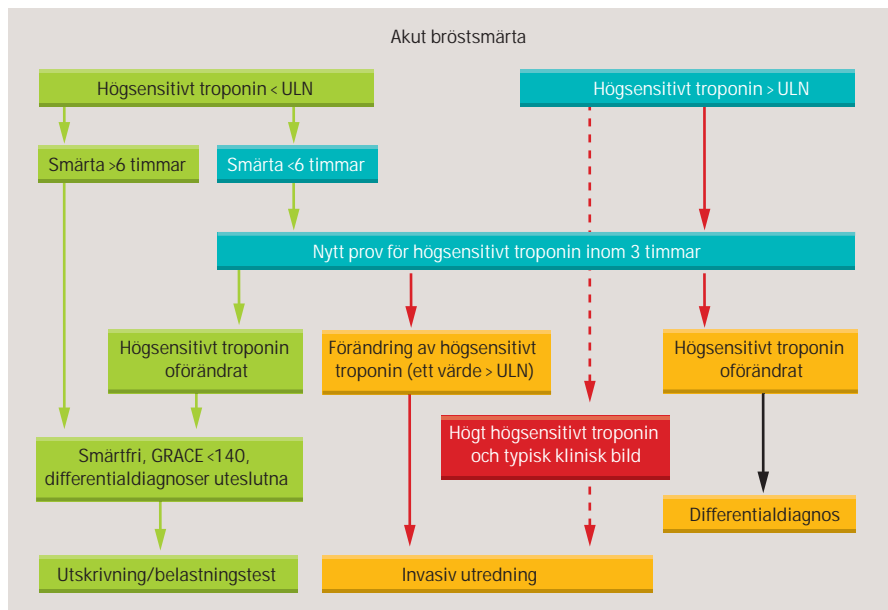 Akut bröstsmärta
Högsensitivt troponin < ULN
Högsensitivt troponin > ULN
Smärta >6 timmar
Smärta <6 timmar
Nytt prov för högsensitivt troponin inom 3 timmar
Högsensitivt troponin
oförändrat
Förändring av högsensitivt
troponin (ett värde > ULN)
Högsensitivt troponin
oförändrat
Högt högsensitivt troponin
och typisk klinisk bild
Smärtfri, GRACE <140,
differentialdiagnoser uteslutna
Differentialdiagnos
Utskrivning/belastningstest
Invasiv utredning